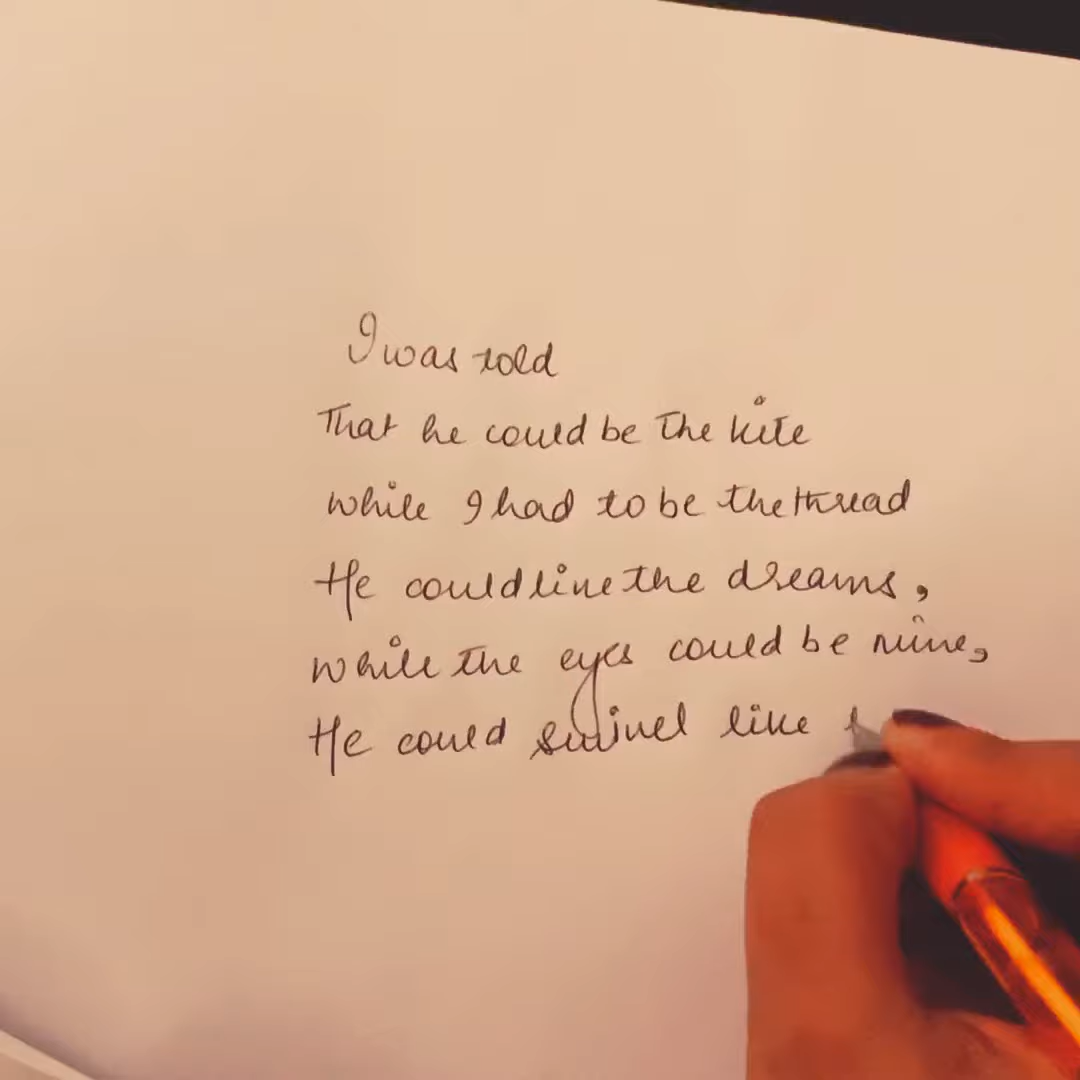 I was told
That he could be the kite
while I had to be the thread
He could live the dreams,
while the eyes could be mine,
He could swivel like